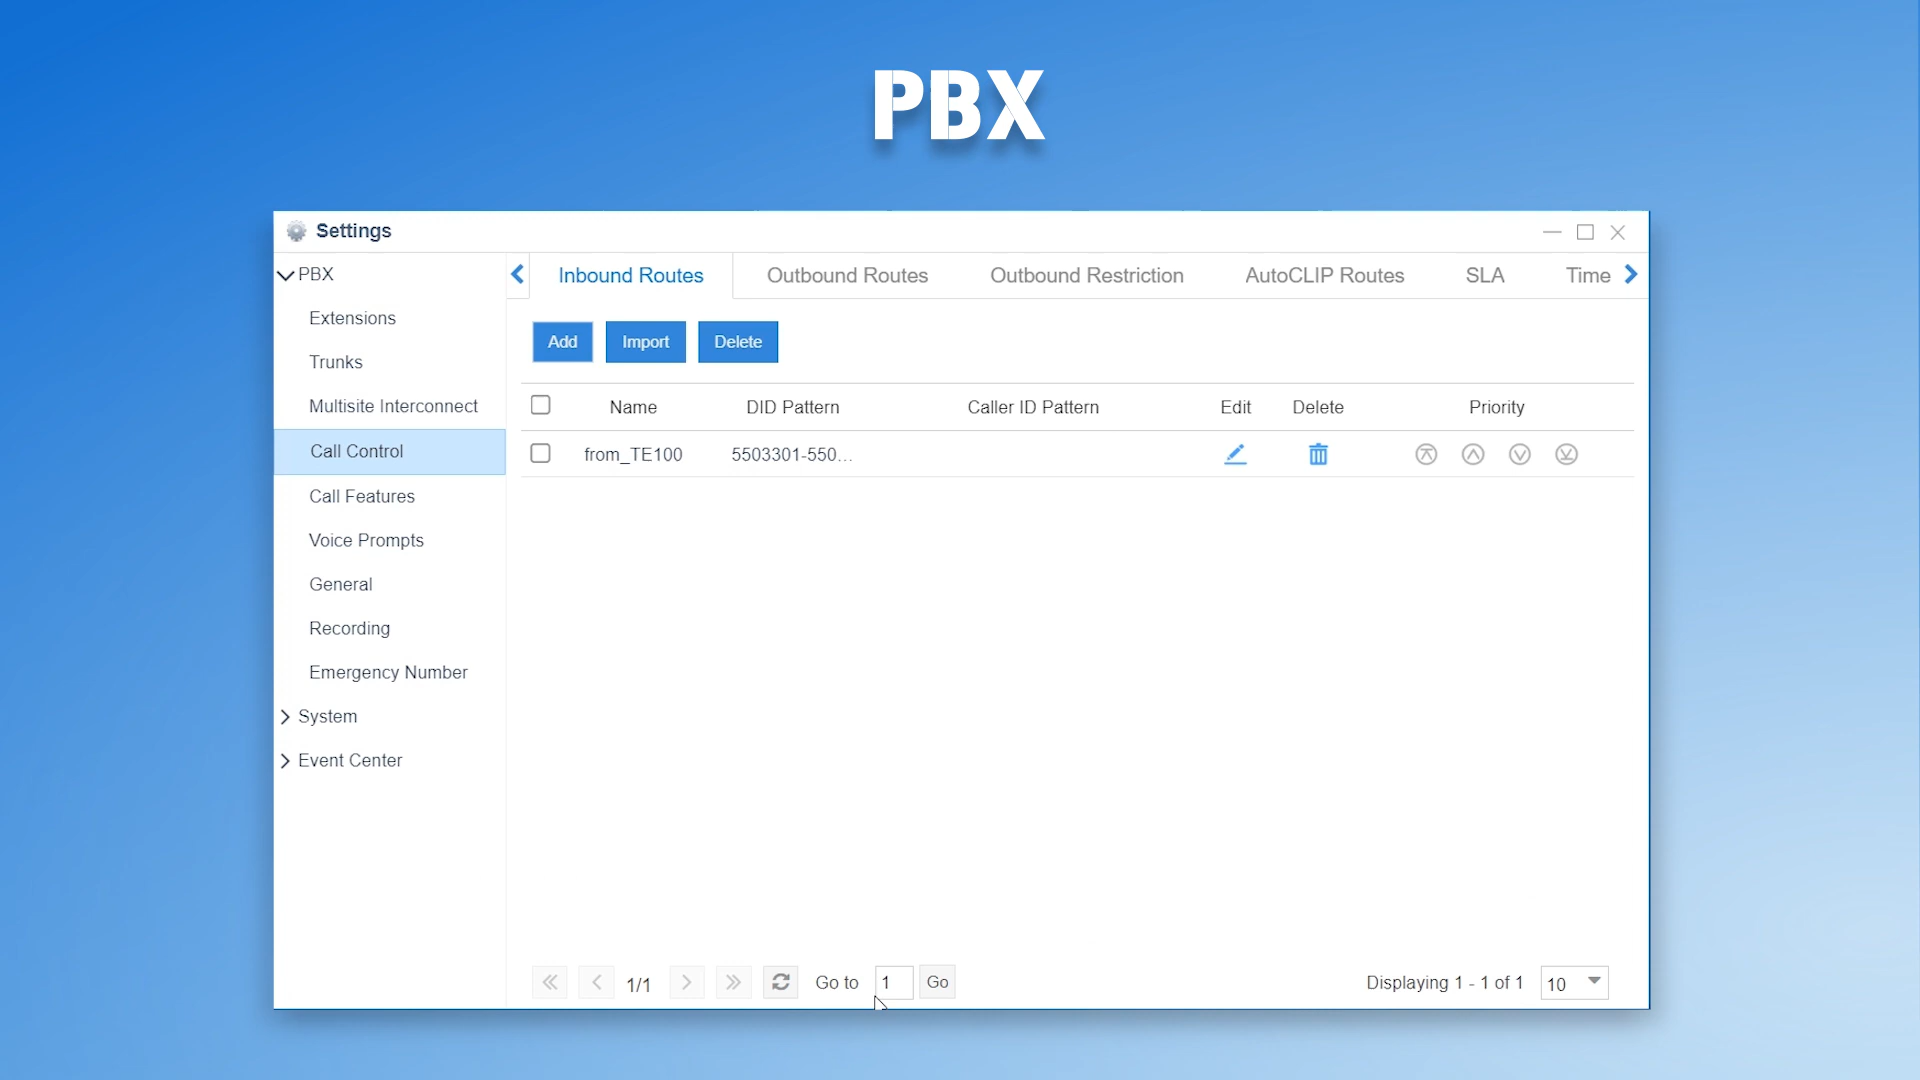 PBX
Settings
PBX
Extensions
Trunks
Multisite Interconnect
Call Control
Call Features
Voice Prompts
General
Recording
Emergency Number
System
Event Center
Inbound Routes Outbound Routes Outbound Restriction AutoCLIP Routes SLA Time
Add Import Delete
Name DID Pattern Caller ID Pattern Edit Delete Priority
from_TE100 5503301-550...
1/1 Go to 1 Go Displaying 1 - 1 of 1 10